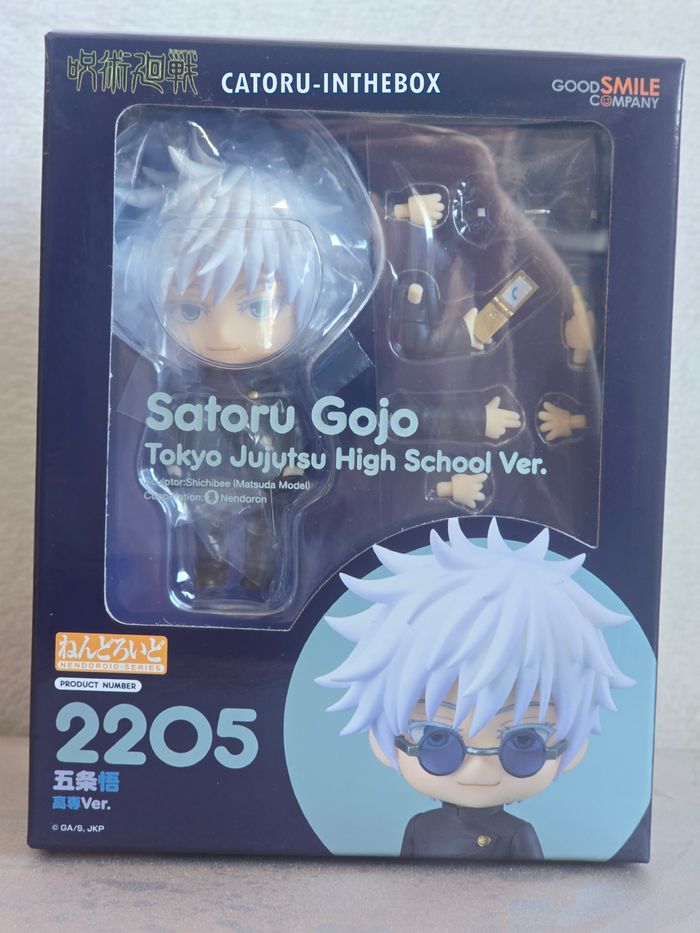 呪術廻戦
CATORU-INTHEBOX
GOOD SMILE
COMPANY
Satoru Gojo
Tokyo Jujutsu High School Ver.
Sculptor:Shichibee (Matsuda Model)
Cooperation: Nendoron
ねんどろいど
NENDOROID-SERIES
PRODUCT NUMBER
2205
五条悟
高専Ver.
© GA/S, JKP